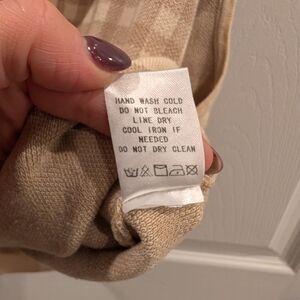 HAND WASH COLD
DO NOT BLEACH
LINE DRY
COOL IRON IF
NEEDED
DO NOT DRY CLEAN